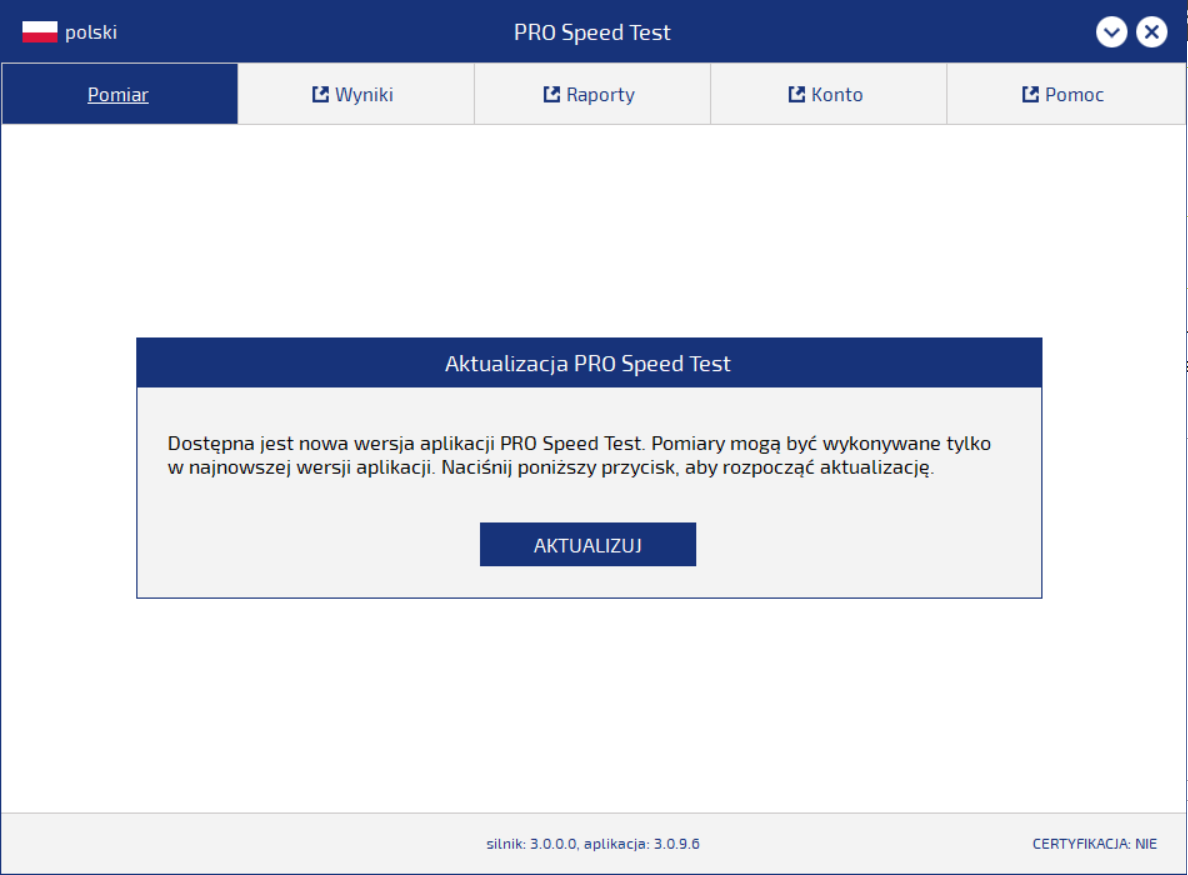 polski
PRO Speed Test
Pomiar
Wyniki
Raporty
Konto
Pomoc
Aktualizacja PRO Speed Test
Dostępna jest nowa wersja aplikacji PRO Speed Test. Pomiary mogą być wykonywane tylko
w najnowszej wersji aplikacji. Naciśnij poniższy przycisk, aby rozpocząć aktualizację.
AKTUALIZUJ
silnik: 3.0.0.0, aplikacja: 3.0.9.6
CERTYFIKACJA: NIE